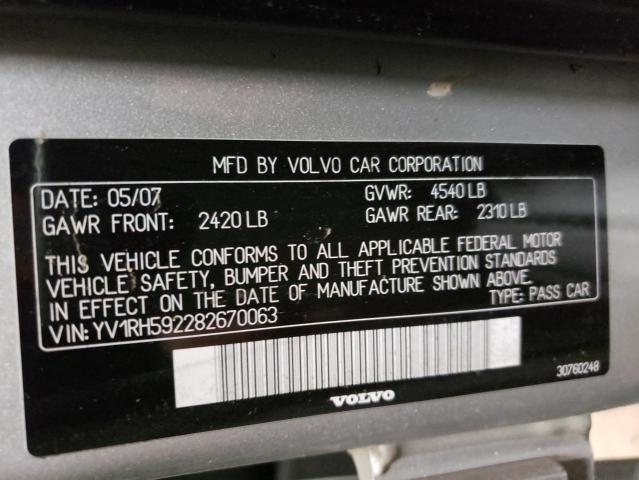 MFD BY VOLVO CAR CORPORATION
DATE: 05/07 GVWR: 4540 LB
GAWR FRONT: 2420 LB GAWR REAR: 2310 LB
THIS VEHICLE CONFORMS TO ALL APPLICABLE FEDERAL MOTOR
VEHICLE SAFETY, BUMPER AND THEFT PREVENTION STANDARDS
IN EFFECT ON THE DATE OF MANUFACTURE SHOWN ABOVE.
VIN: YV1RH592282670063 TYPE: PASS CAR
30760248
VOLVO